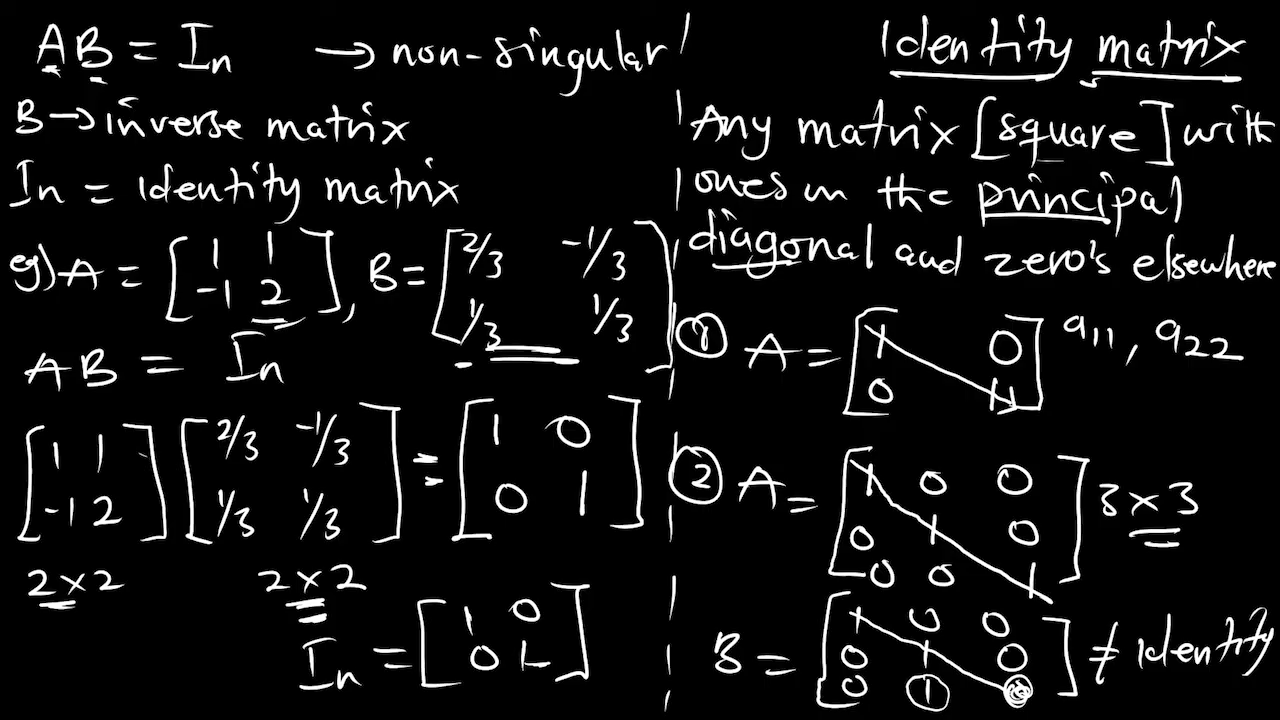 AB = In → non-singular
B → inverse matrix
In = identity matrix
eg) A = [1 1
-1 2], B = [2/3 -1/3
1/3 1/3]
AB = In
[1 1
-1 2] [2/3 -1/3
1/3 1/3] = [1 0
0 1]
2×2 2×2
In = [1 0
0 1]
Identity matrix
Any matrix [square] with
ones in the principal
diagonal and zero's elsewhere
① A = [1 0
0 1] a11, a22
② A = [1 0 0
0 1 0
0 0 1] 3×3
B = [1 0 0
0 1 0
0 1] ≠ identity